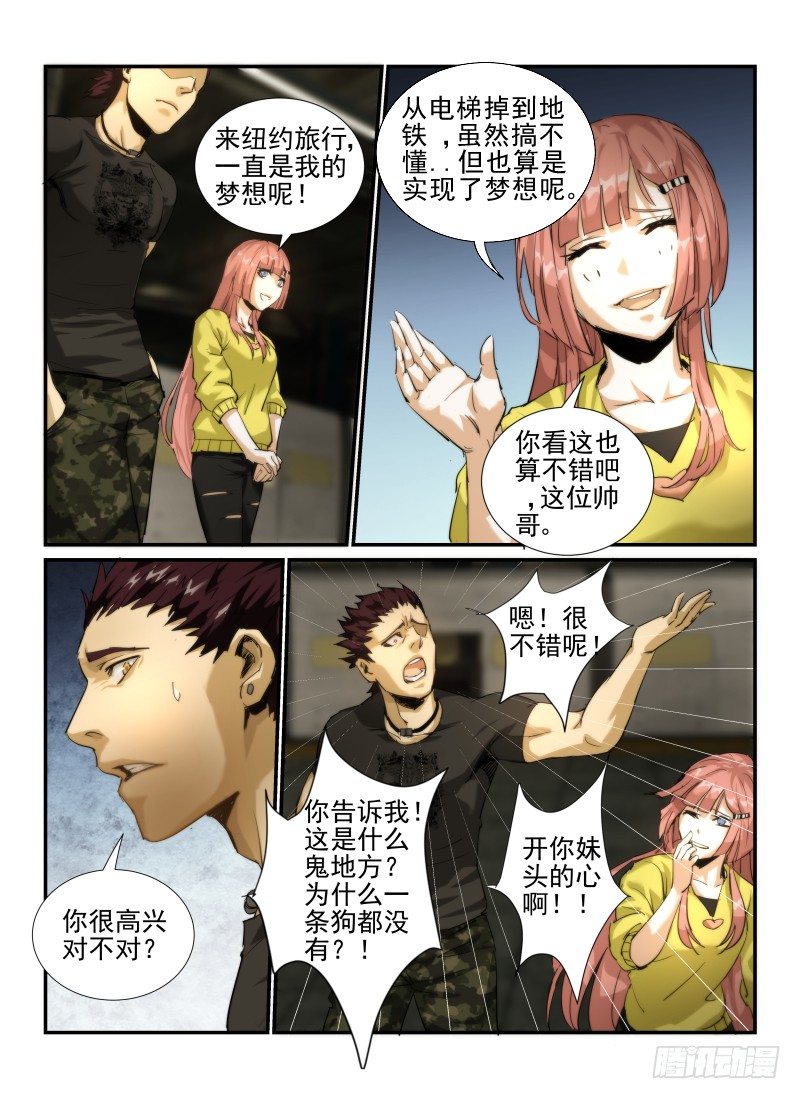 来纽约旅行，
一直是我的
梦想呢！
从电梯掉到地
铁，虽然搞不
懂..但也算是
实现了梦想呢。
你看这也
算不错吧
,这位帅
哥。
你很高兴
对不对？
嗯！很
不错呢！
你告诉我！
这是什么
鬼地方？
为什么一
条狗都没
有？！
开你妹
头的心
啊！！
腾讯动漫